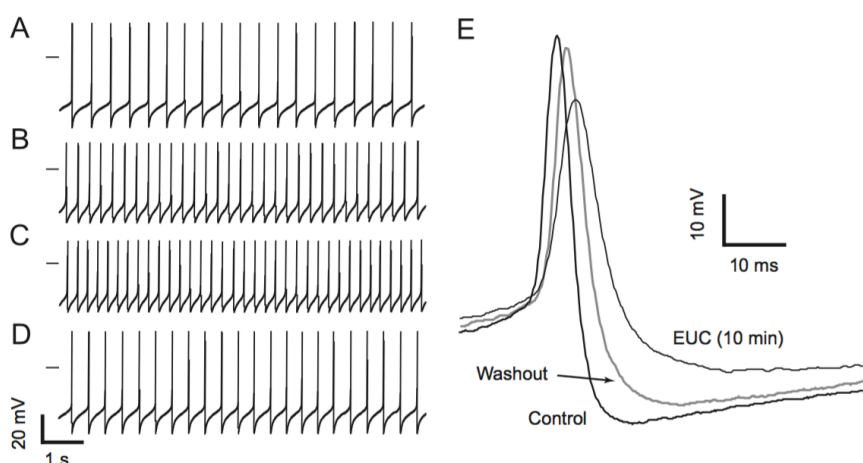 A
B
C
D
20 mV
1 s
E
10 mV
10 ms
EUC (10 min)
Washout
Control